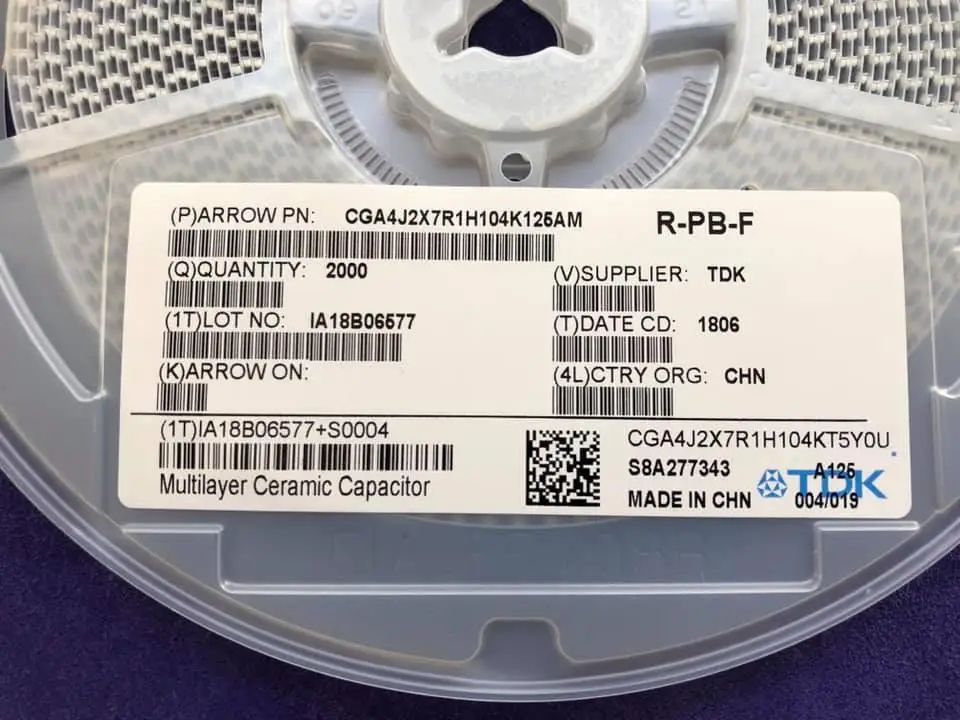 (P)ARROW PN: CGA4J2X7R1H104K125AM
R-PB-F
(Q)QUANTITY: 2000
(V)SUPPLIER: TDK
(1T)LOT NO: IA18B06577
(T)DATE CD: 1806
(K)ARROW ON:
(4L)CTRY ORG: CHN
(1T)IA18B06577+S0004
Multilayer Ceramic Capacitor
CGA4J2X7R1H104KT5Y0U
S8A277343 A125
MADE IN CHN 004/019
TDK